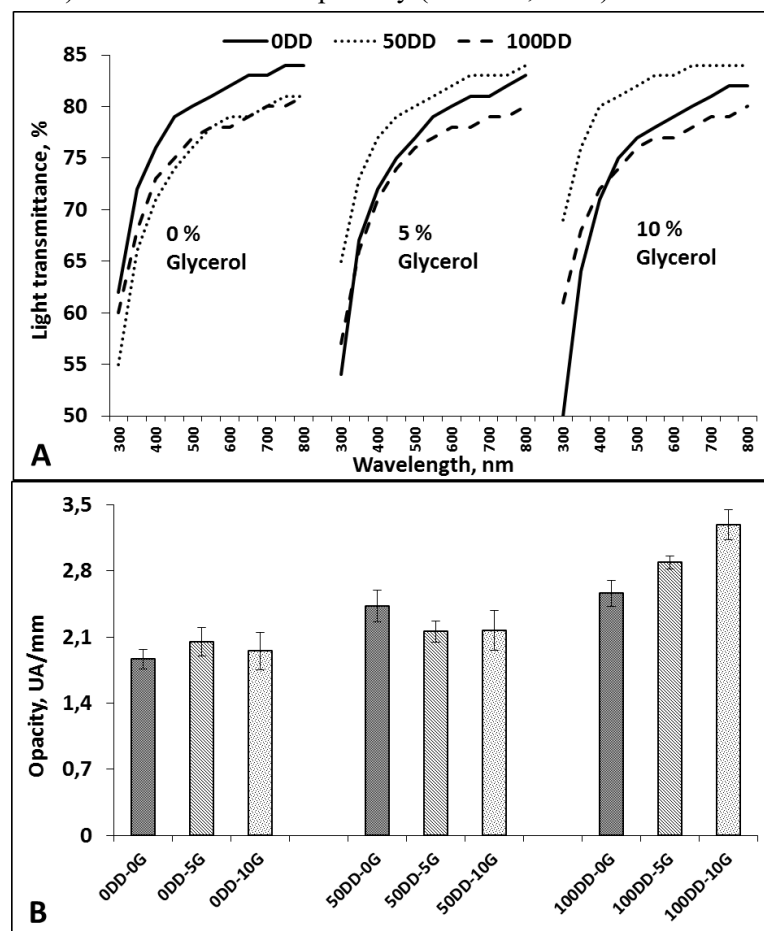 0DD 50DD 100DD
85
80
75
70
65
60
55
50
Light transmittance, %
0 %
Glycerol
5 %
Glycerol
10 %
Glycerol
300 400 500 600 700 800 300 400 500 600 700 800 300 400 500 600 700 800
Wavelength, nm
A
3,5
2,8
2,1
1,4
0,7
0
Opacity, UA/mm
0DD-0G 0DD-5G 0DD-10G 50DD-0G 50DD-5G 50DD-10G 100DD-0G 100DD-5G 100DD-10G
B